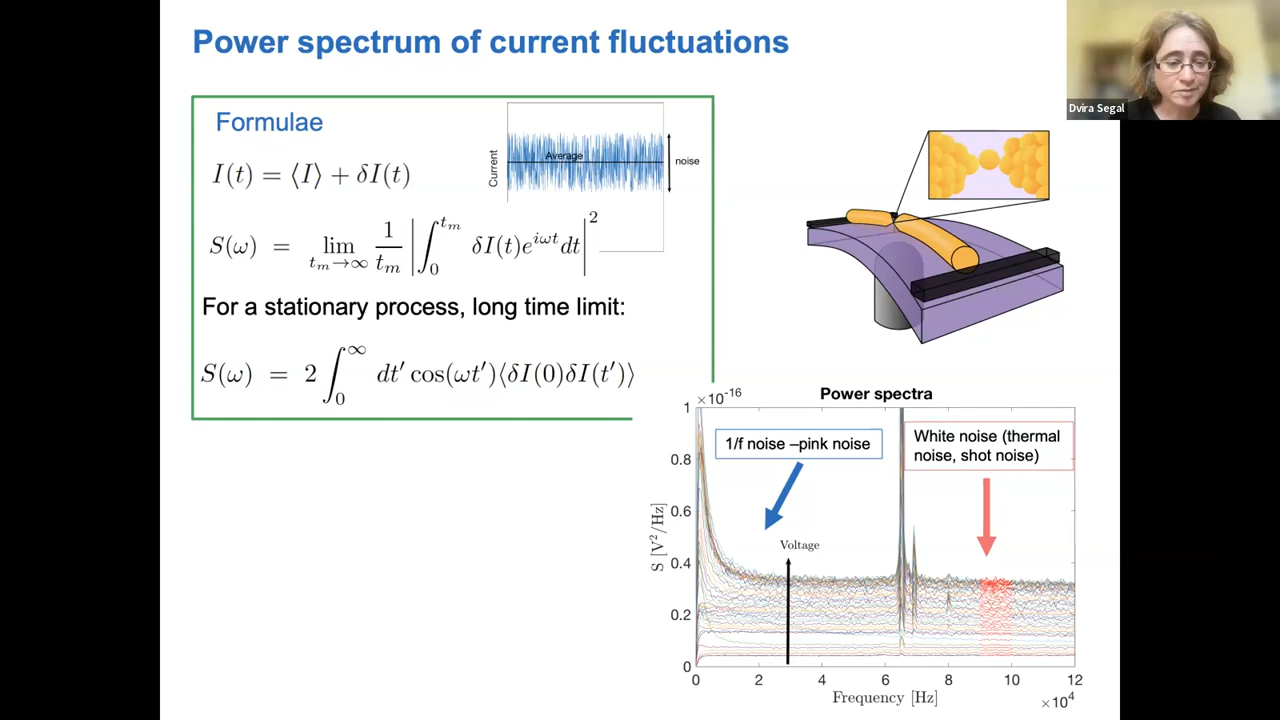 Power spectrum of current fluctuations
Dvira Segal
Formulae
Current
Average
noise
I(t) = ⟨I⟩ + δI(t)
S(ω) = lim_{t_m→∞} 1/t_m |∫_0^{t_m} δI(t)e^{iωt}dt|^2
For a stationary process, long time limit:
S(ω) = 2 ∫_0^∞ dt′ cos(ωt′)⟨δI(0)δI(t′)⟩
Power spectra
×10^-16
1
0.8
0.6
0.4
0.2
0
S [V²/Hz]
1/f noise –pink noise
White noise (thermal
noise, shot noise)
Voltage
0 2 4 6 8 10 12
Frequency [Hz]
×10^4